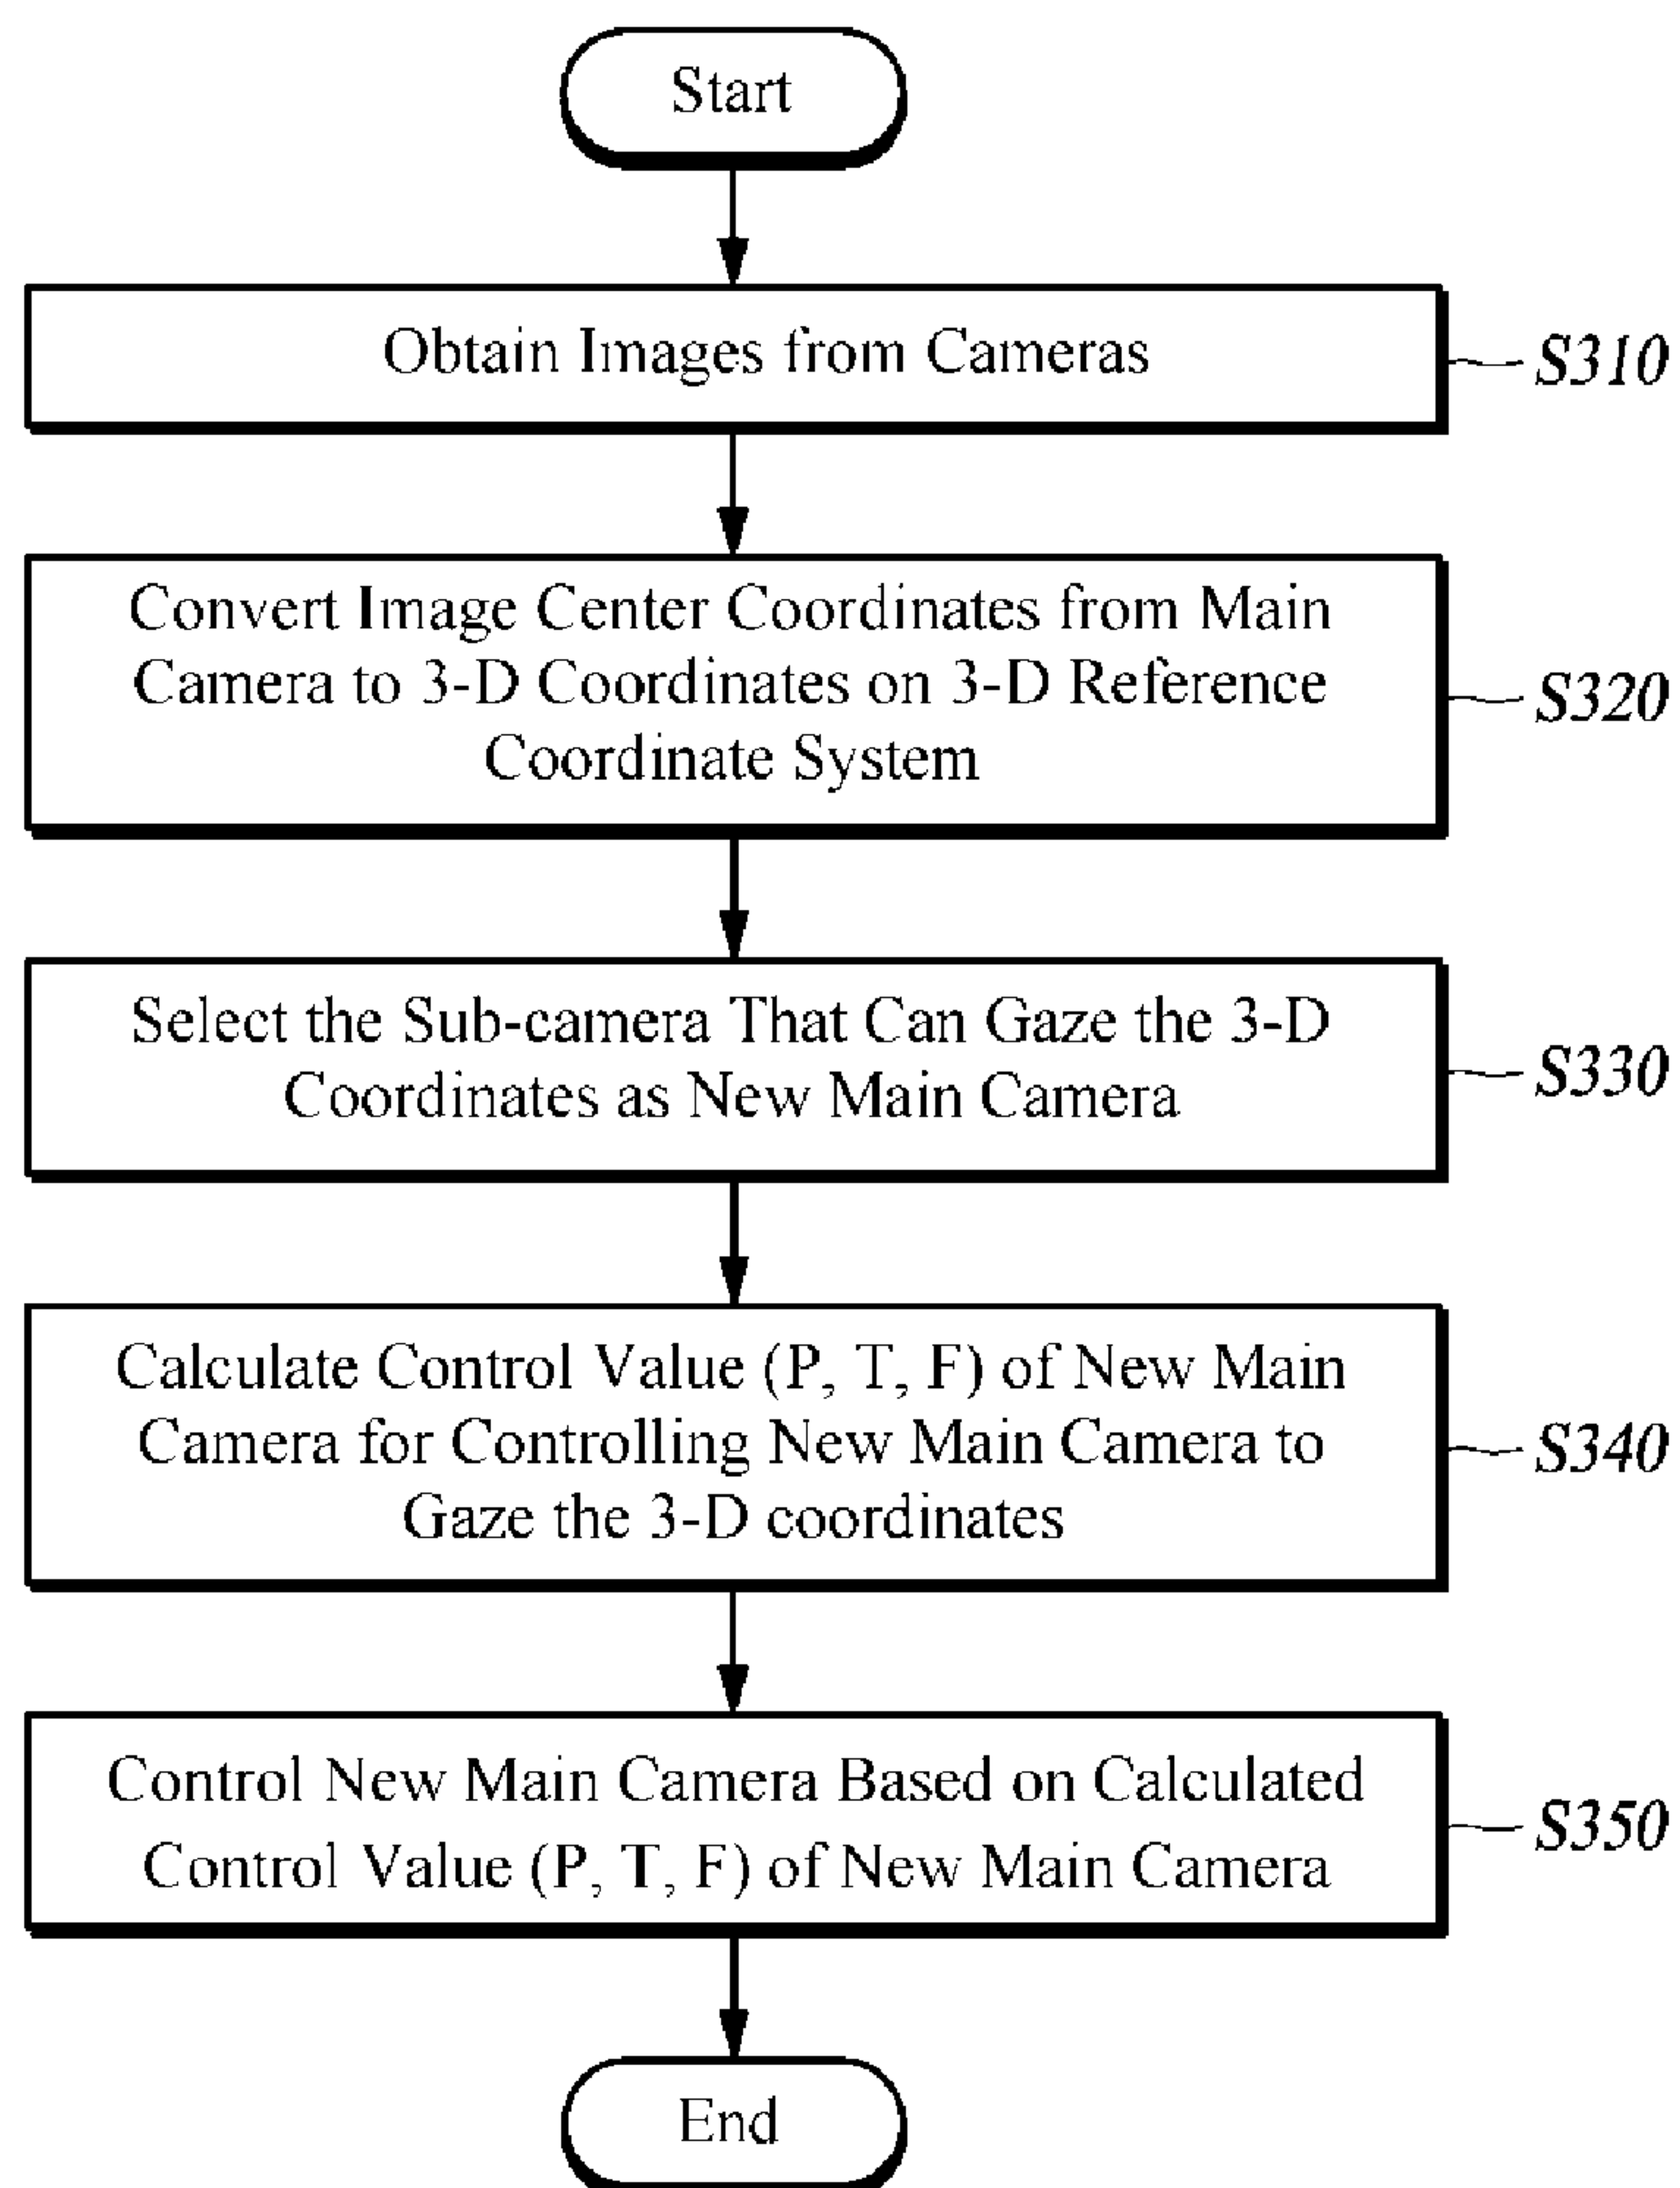 Start
Obtain Images from Cameras
S310
Convert Image Center Coordinates from Main
Camera to 3-D Coordinates on 3-D Reference
Coordinate System
S320
Select the Sub-camera That Can Gaze the 3-D
Coordinates as New Main Camera
S330
Calculate Control Value (P, T, F) of New Main
Camera for Controlling New Main Camera to
Gaze the 3-D coordinates
S340
Control New Main Camera Based on Calculated
Control Value (P, T, F) of New Main Camera
S350
End